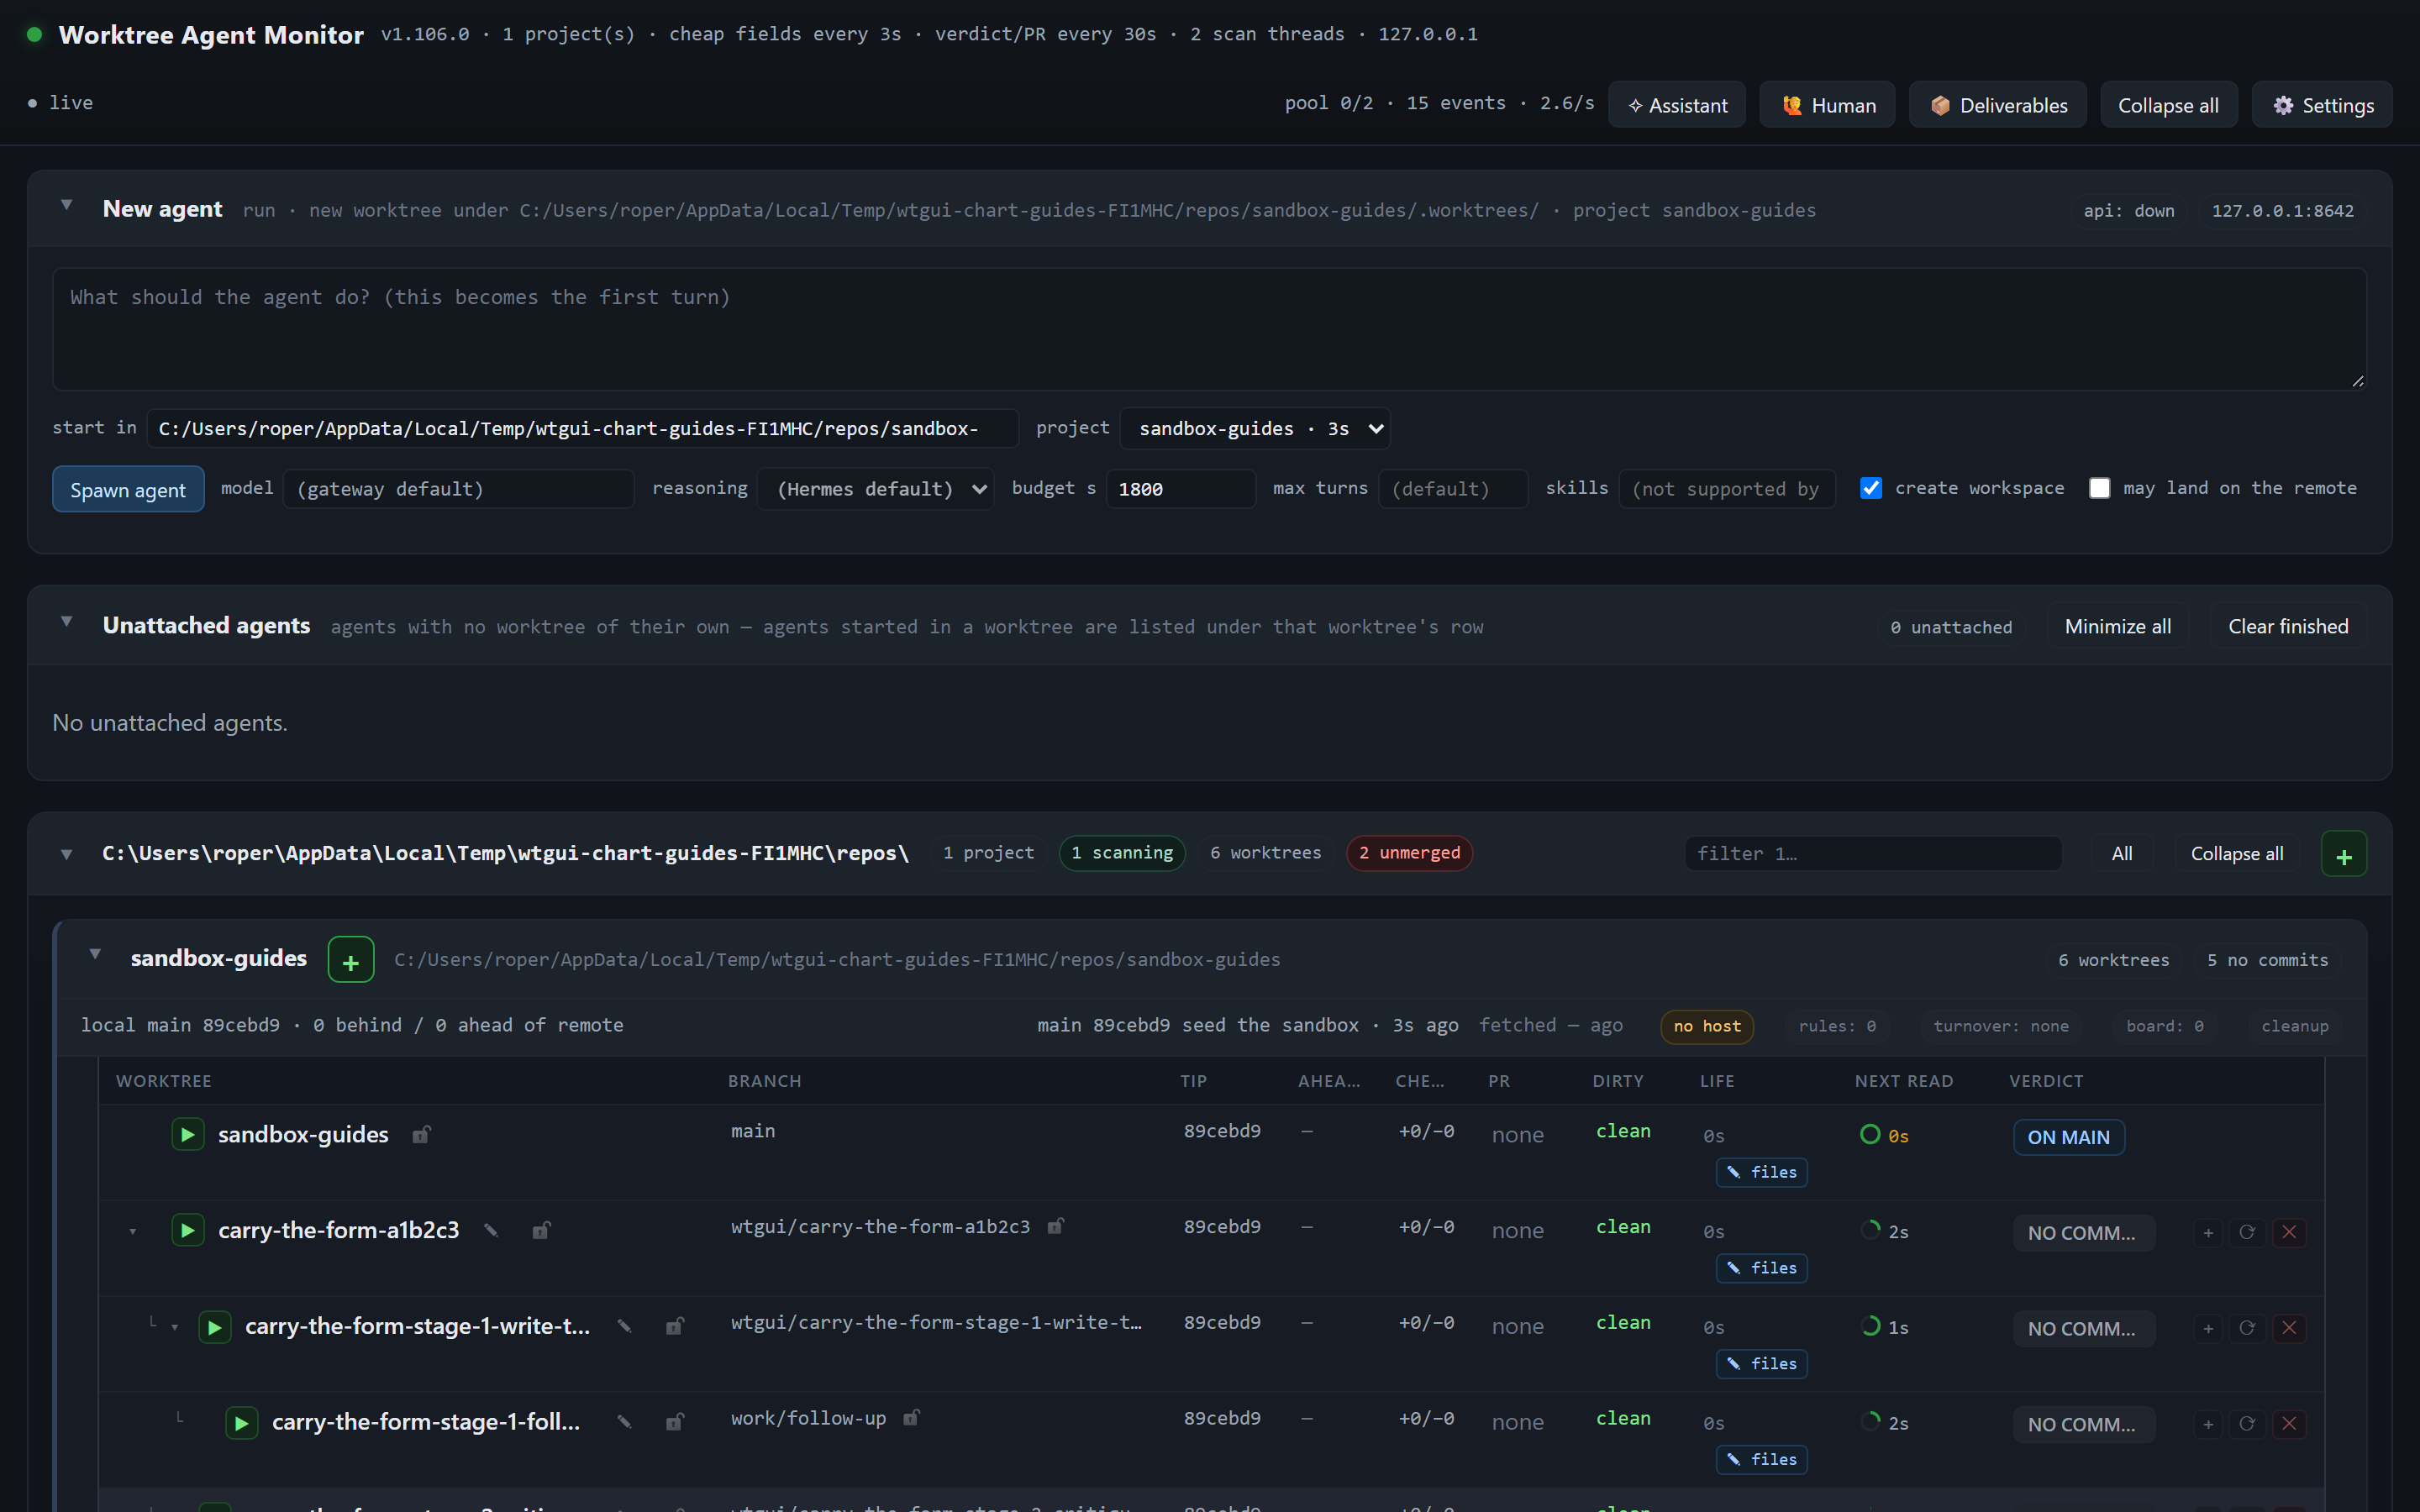 Worktree Agent Monitor v1.106.0 · 1 project(s) · cheap fields every 3s · verdict/PR every 30s · 2 scan threads · 127.0.0.1
live pool 0/2 · 15 events · 2.6/s Assistant Human Deliverables Collapse all Settings
New agent run · new worktree under C:/Users/roper/AppData/Local/Temp/wtgui-chart-guides-FI1MHC/repos/sandbox-guides/.worktrees/ · project sandbox-guides api: down 127.0.0.1:8642
What should the agent do? (this becomes the first turn)
start in C:/Users/roper/AppData/Local/Temp/wtgui-chart-guides-FI1MHC/repos/sandbox- project sandbox-guides · 3s
Spawn agent model (gateway default) reasoning (Hermes default) budget s 1800 max turns (default) skills (not supported by create workspace may land on the remote
Unattached agents agents with no worktree of their own — agents started in a worktree are listed under that worktree's row 0 unattached Minimize all Clear finished
No unattached agents.
C:\Users\roper\AppData\Local\Temp\wtgui-chart-guides-FI1MHC\repos\ 1 project 1 scanning 6 worktrees 2 unmerged filter 1… All Collapse all +
sandbox-guides + C:/Users/roper/AppData/Local/Temp/wtgui-chart-guides-FI1MHC/repos/sandbox-guides 6 worktrees 5 no commits
local main 89cebd9 · 0 behind / 0 ahead of remote main 89cebd9 seed the sandbox · 3s ago fetched — ago no host rules: 0 turnover: none board: 0 cleanup
WORKTREE BRANCH TIP AHEA… CHE… PR DIRTY LIFE NEXT READ VERDICT
sandbox-guides main 89cebd9 — +0/−0 none clean 0s 0s ON MAIN
files
carry-the-form-a1b2c3 wtgui/carry-the-form-a1b2c3 89cebd9 — +0/−0 none clean 0s 2s NO COMM… +
files
carry-the-form-stage-1-write-t… wtgui/carry-the-form-stage-1-write-t… 89cebd9 — +0/−0 none clean 0s 1s NO COMM… +
files
carry-the-form-stage-1-foll… work/follow-up 89cebd9 — +0/−0 none clean 0s 2s NO COMM… +
files